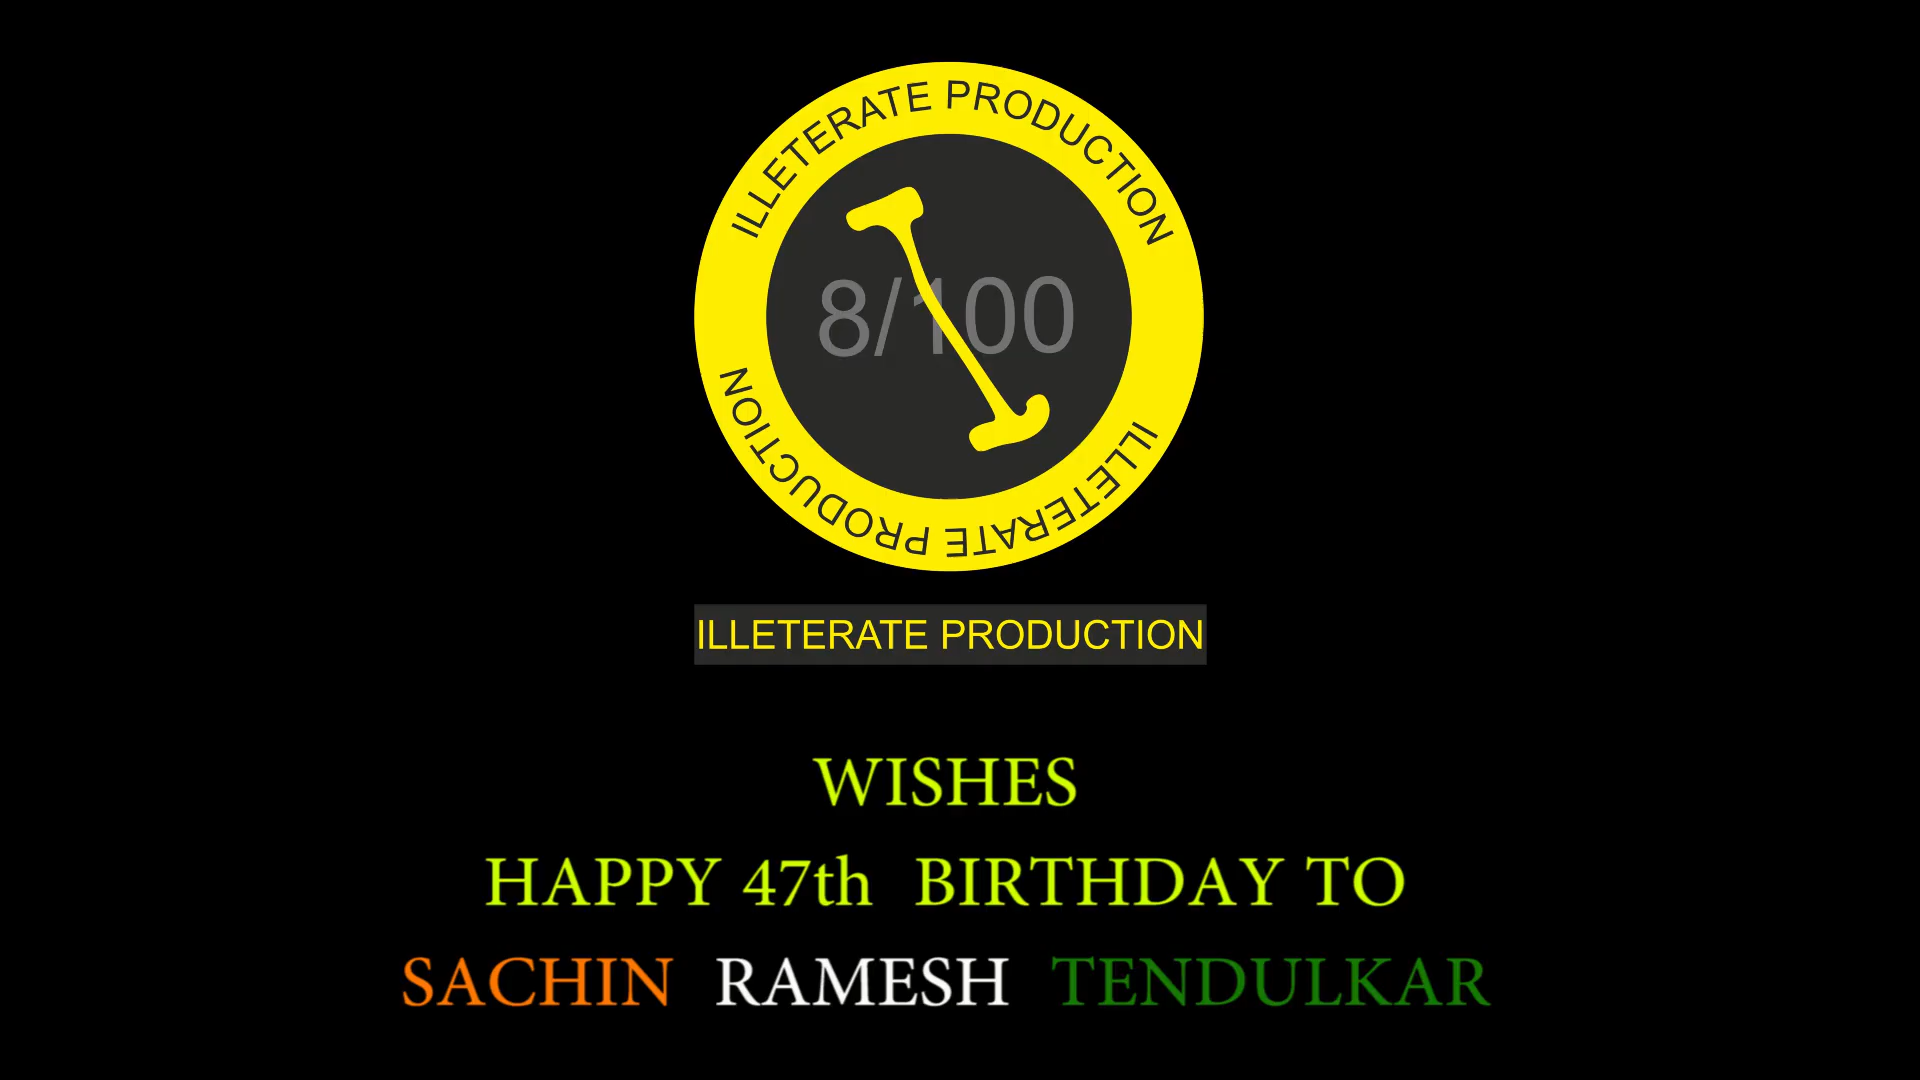 ILLETERATE PRODUCTION
8/100
ILLETERATE PRODUCTION
ILLETERATE PRODUCTION
WISHES
HAPPY 47th BIRTHDAY TO
SACHIN RAMESH TENDULKAR